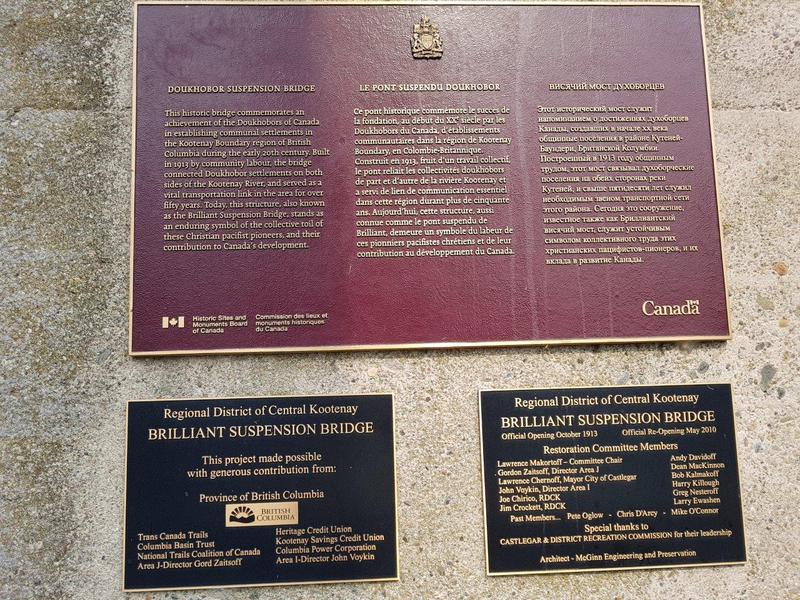 DOUKHOBOR SUSPENSION BRIDGE
This historic bridge commemorates an
achievement of the Doukhobors of Canada
in establishing communal settlements in
the Kootenay Boundary region of British
Columbia during the early 20th century. Built
in 1913 by community labour, the bridge
connected Doukhobor settlements on both
sides of the Kootenay River, and served as a
vital transportation link in the area for over
fifty years. Today, this structure, also known
as the Brilliant Suspension Bridge, stands as
an enduring symbol of the collective toil of
these Christian pacifist pioneers, and their
contribution to Canada's development.
LE PONT SUSPENDU DOUKHOBOR
Ce pont historique commémore le succès de
la fondation, au début du XXe siècle par les
Doukhobors du Canada, d'établissements
communautaires dans la région de Kootenay
Boundary, en Colombie-Britannique.
Construit en 1913, fruit d'un travail collectif,
le pont reliait les collectivités doukhobors
de part et d'autre de la rivière Kootenay et
a servi de lien de communication essentiel
dans cette région durant plus de cinquante
ans. Aujourd'hui, cette structure, aussi
connue comme le pont suspendu de
Brilliant, demeure un symbole du labeur de
ces pionniers pacifistes chrétiens et de leur
contribution au développement du Canada.
ВИСЯЧИЙ МОСТ ДУХОБОРЦЕВ
Этот исторический мост служит
напоминанием о достижениях духоборцев
Канады, создавших в начале XX века
общинные поселения в районе Кутеней-
Баундери, Британской Колумбии.
Построенный в 1913 году общинным
трудом, этот мост связывал духоборческие
поселения на обеих сторонах реки
Кутеней, и свыше пятидесяти лет служил
необходимым звеном транспортной сети
этого района. Сегодня это сооружение,
известное также как Бриллиантский
висячий мост, служит устойчивым
символом коллективного труда этих
христианских пацифистов-пионеров, и их
вклада в развитие Канады.
Historic Sites and
Monuments Board
of Canada
Commission des lieux et
monuments historiques
du Canada
Canada
Regional District of Central Kootenay
BRILLIANT SUSPENSION BRIDGE
This project made possible
with generous contribution from:
Province of British Columbia
BRITISH
COLUMBIA
Trans Canada Trails
Columbia Basin Trust
National Trails Coalition of Canada
Area J-Director Gord Zaitsoff
Heritage Credit Union
Kootenay Savings Credit Union
Columbia Power Corporation
Area I-Director John Voykin
Regional District of Central Kootenay
BRILLIANT SUSPENSION BRIDGE
Official Opening October 1913 Official Re-Opening May 2010
Restoration Committee Members
Lawrence Makortoff – Committee Chair
Gordon Zaitsoff, Director Area J
Lawrence Chernoff, Mayor City of Castlegar
John Voykin, Director Area I
Joe Chirico, RDCK
Jim Crockett, RDCK
Andy Davidoff
Dean MacKinnon
Bob Kalmakoff
Harry Killough
Greg Nesteroff
Larry Ewashen
Past Members... Pete Oglow - Chris D'Arcy - Mike O'Connor
Special thanks to
CASTLEGAR & DISTRICT RECREATION COMMISSION for their leadership
Architect - McGinn Engineering and Preservation